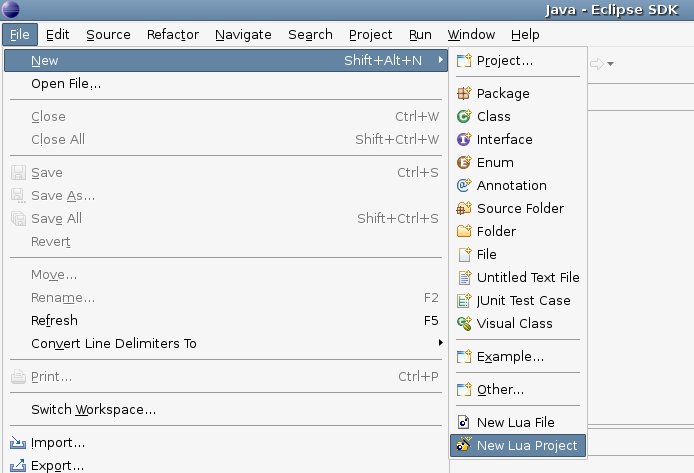 Java - Eclipse SDK
File Edit Source Refactor Navigate Search Project Run Window Help
New Shift+Alt+N
Open File...
Close Ctrl+W
Close All Shift+Ctrl+W
Save Ctrl+S
Save As...
Save All Shift+Ctrl+S
Revert
Move...
Rename... F2
Refresh F5
Convert Line Delimiters To
Print... Ctrl+P
Switch Workspace...
Import...
Export...
Project...
Package
Class
Interface
Enum
Annotation
Source Folder
Folder
File
Untitled Text File
JUnit Test Case
Visual Class
Example...
Other...
New Lua File
New Lua Project